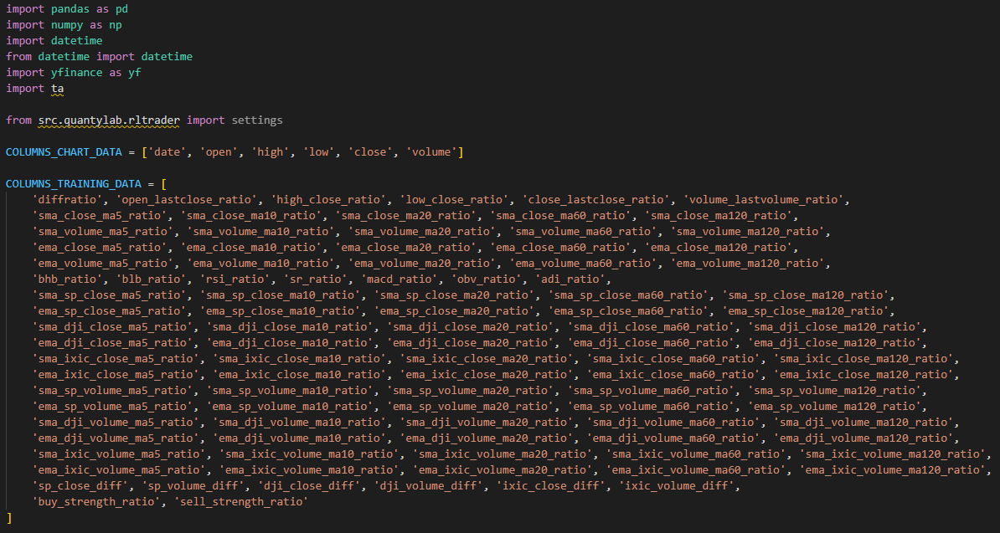 import pandas as pd
import numpy as np
import datetime
from datetime import datetime
import yfinance as yf
import ta
from src.quantylab.rltrader import settings
COLUMNS_CHART_DATA = ['date', 'open', 'high', 'low', 'close', 'volume']
COLUMNS_TRAINING_DATA = [
    'diffratio', 'open_lastclose_ratio', 'high_close_ratio', 'low_close_ratio', 'close_lastclose_ratio', 'volume_lastvolume_ratio',
    'sma_close_ma5_ratio', 'sma_close_ma10_ratio', 'sma_close_ma20_ratio', 'sma_close_ma60_ratio', 'sma_close_ma120_ratio',
    'sma_volume_ma5_ratio', 'sma_volume_ma10_ratio', 'sma_volume_ma20_ratio', 'sma_volume_ma60_ratio', 'sma_volume_ma120_ratio',
    'ema_close_ma5_ratio', 'ema_close_ma10_ratio', 'ema_close_ma20_ratio', 'ema_close_ma60_ratio', 'ema_close_ma120_ratio',
    'ema_volume_ma5_ratio', 'ema_volume_ma10_ratio', 'ema_volume_ma20_ratio', 'ema_volume_ma60_ratio', 'ema_volume_ma120_ratio',
    'bhb_ratio', 'blb_ratio', 'rsi_ratio', 'sr_ratio', 'macd_ratio', 'obv_ratio', 'adi_ratio',
    'sma_sp_close_ma5_ratio', 'sma_sp_close_ma10_ratio', 'sma_sp_close_ma20_ratio', 'sma_sp_close_ma60_ratio', 'sma_sp_close_ma120_ratio',
    'ema_sp_close_ma5_ratio', 'ema_sp_close_ma10_ratio', 'ema_sp_close_ma20_ratio', 'ema_sp_close_ma60_ratio', 'ema_sp_close_ma120_ratio',
    'sma_dji_close_ma5_ratio', 'sma_dji_close_ma10_ratio', 'sma_dji_close_ma20_ratio', 'sma_dji_close_ma60_ratio', 'sma_dji_close_ma120_ratio',
    'ema_dji_close_ma5_ratio', 'ema_dji_close_ma10_ratio', 'ema_dji_close_ma20_ratio', 'ema_dji_close_ma60_ratio', 'ema_dji_close_ma120_ratio',
    'sma_ixic_close_ma5_ratio', 'sma_ixic_close_ma10_ratio', 'sma_ixic_close_ma20_ratio', 'sma_ixic_close_ma60_ratio', 'sma_ixic_close_ma120_ratio',
    'ema_ixic_close_ma5_ratio', 'ema_ixic_close_ma10_ratio', 'ema_ixic_close_ma20_ratio', 'ema_ixic_close_ma60_ratio', 'ema_ixic_close_ma120_ratio',
    'sma_sp_volume_ma5_ratio', 'sma_sp_volume_ma10_ratio', 'sma_sp_volume_ma20_ratio', 'sma_sp_volume_ma60_ratio', 'sma_sp_volume_ma120_ratio',
    'ema_sp_volume_ma5_ratio', 'ema_sp_volume_ma10_ratio', 'ema_sp_volume_ma20_ratio', 'ema_sp_volume_ma60_ratio', 'ema_sp_volume_ma120_ratio',
    'sma_dji_volume_ma5_ratio', 'sma_dji_volume_ma10_ratio', 'sma_dji_volume_ma20_ratio', 'sma_dji_volume_ma60_ratio', 'sma_dji_volume_ma120_ratio',
    'ema_dji_volume_ma5_ratio', 'ema_dji_volume_ma10_ratio', 'ema_dji_volume_ma20_ratio', 'ema_dji_volume_ma60_ratio', 'ema_dji_volume_ma120_ratio',
    'sma_ixic_volume_ma5_ratio', 'sma_ixic_volume_ma10_ratio', 'sma_ixic_volume_ma20_ratio', 'sma_ixic_volume_ma60_ratio', 'sma_ixic_volume_ma120_ratio',
    'ema_ixic_volume_ma5_ratio', 'ema_ixic_volume_ma10_ratio', 'ema_ixic_volume_ma20_ratio', 'ema_ixic_volume_ma60_ratio', 'ema_ixic_volume_ma120_ratio',
    'sp_close_diff', 'sp_volume_diff', 'dji_close_diff', 'dji_volume_diff', 'ixic_close_diff', 'ixic_volume_diff',
    'buy_strength_ratio', 'sell_strength_ratio'
]